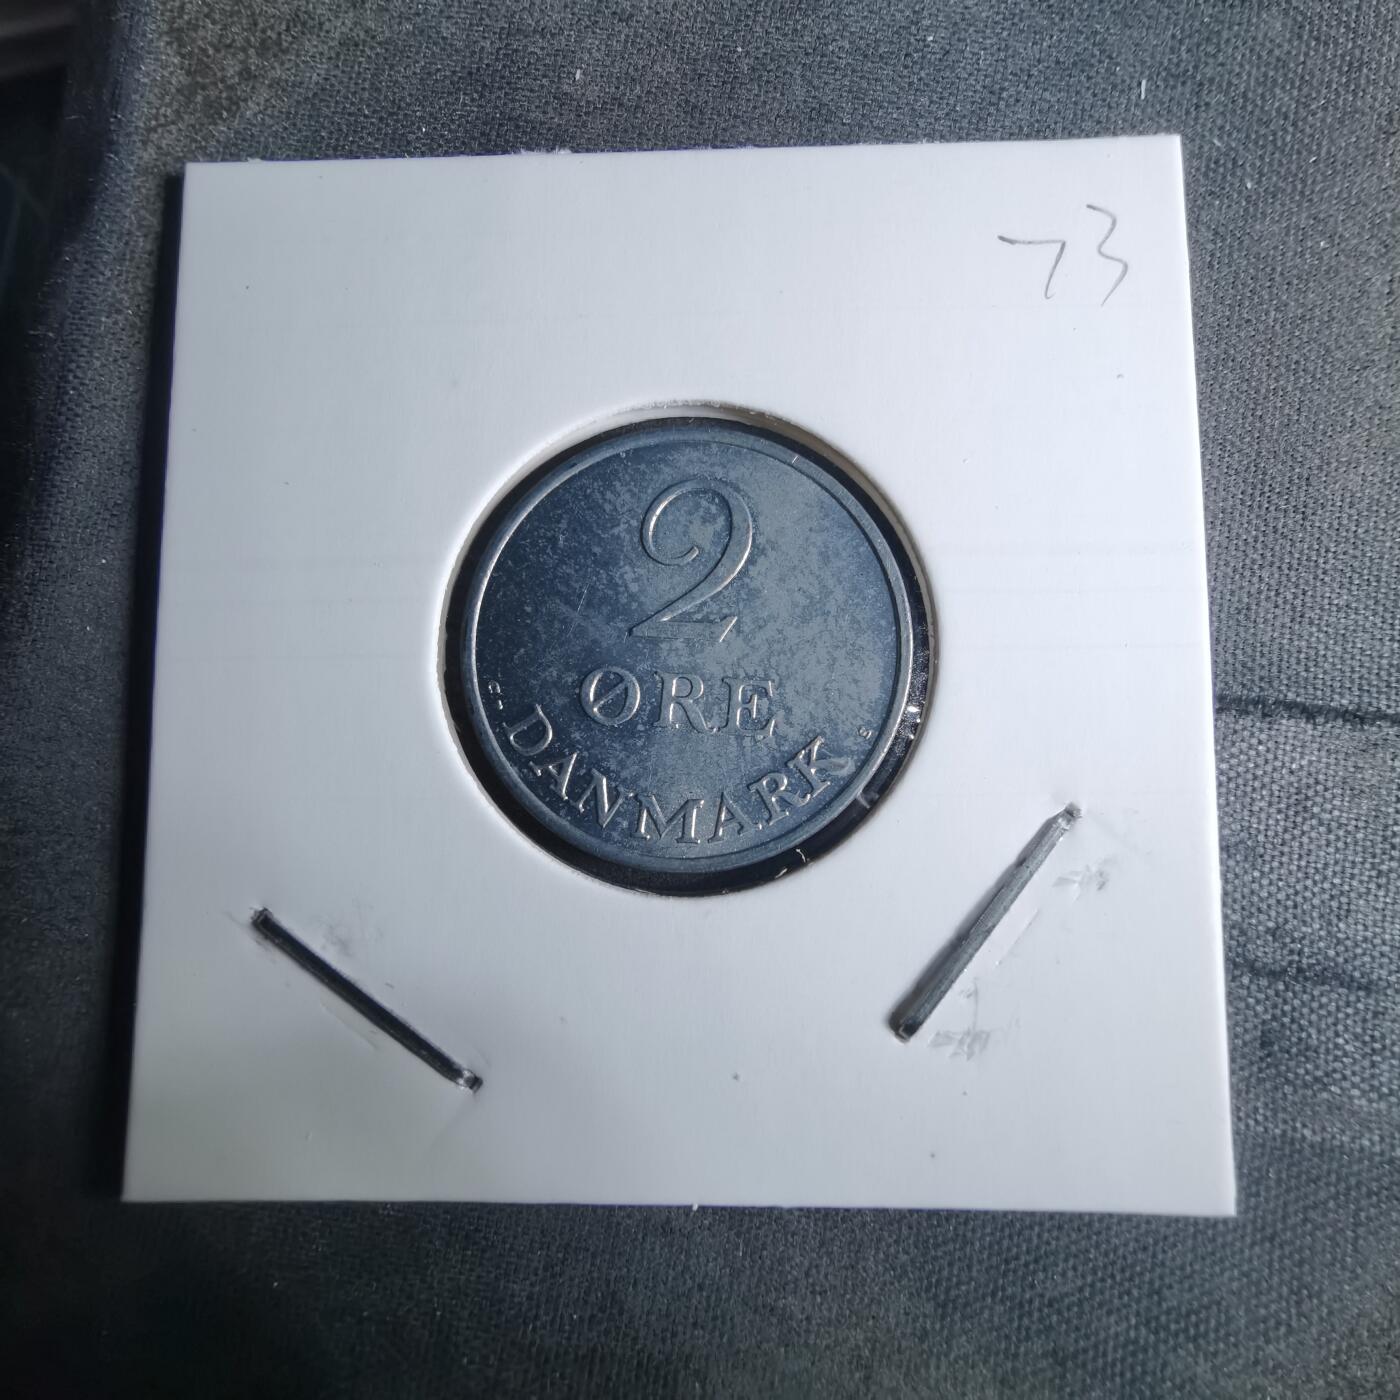 73
2
ØRE
C. DANMARK S